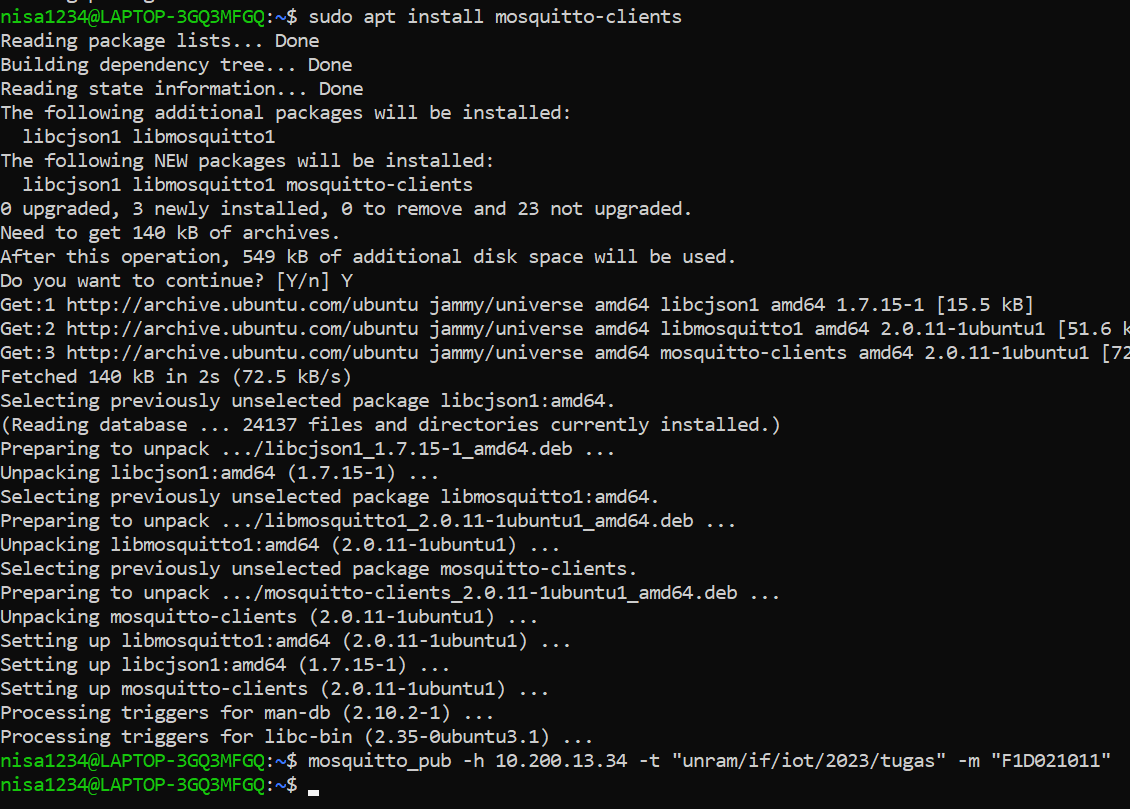 nisa1234@LAPTOP-3GQ3MFGQ:~$ sudo apt install mosquitto-clients
Reading package lists... Done
Building dependency tree... Done
Reading state information... Done
The following additional packages will be installed:
  libcjson1 libmosquitto1
The following NEW packages will be installed:
  libcjson1 libmosquitto1 mosquitto-clients
0 upgraded, 3 newly installed, 0 to remove and 23 not upgraded.
Need to get 140 kB of archives.
After this operation, 549 kB of additional disk space will be used.
Do you want to continue? [Y/n] Y
Get:1 http://archive.ubuntu.com/ubuntu jammy/universe amd64 libcjson1 amd64 1.7.15-1 [15.5 kB]
Get:2 http://archive.ubuntu.com/ubuntu jammy/universe amd64 libmosquitto1 amd64 2.0.11-1ubuntu1 [51.6 k
Get:3 http://archive.ubuntu.com/ubuntu jammy/universe amd64 mosquitto-clients amd64 2.0.11-1ubuntu1 [72
Fetched 140 kB in 2s (72.5 kB/s)
Selecting previously unselected package libcjson1:amd64.
(Reading database ... 24137 files and directories currently installed.)
Preparing to unpack .../libcjson1_1.7.15-1_amd64.deb ...
Unpacking libcjson1:amd64 (1.7.15-1) ...
Selecting previously unselected package libmosquitto1:amd64.
Preparing to unpack .../libmosquitto1_2.0.11-1ubuntu1_amd64.deb ...
Unpacking libmosquitto1:amd64 (2.0.11-1ubuntu1) ...
Selecting previously unselected package mosquitto-clients.
Preparing to unpack .../mosquitto-clients_2.0.11-1ubuntu1_amd64.deb ...
Unpacking mosquitto-clients (2.0.11-1ubuntu1) ...
Setting up libmosquitto1:amd64 (2.0.11-1ubuntu1) ...
Setting up libcjson1:amd64 (1.7.15-1) ...
Setting up mosquitto-clients (2.0.11-1ubuntu1) ...
Processing triggers for man-db (2.10.2-1) ...
Processing triggers for libc-bin (2.35-0ubuntu3.1) ...
nisa1234@LAPTOP-3GQ3MFGQ:~$ mosquitto_pub -h 10.200.13.34 -t "unram/if/iot/2023/tugas" -m "F1D021011"
nisa1234@LAPTOP-3GQ3MFGQ:~$